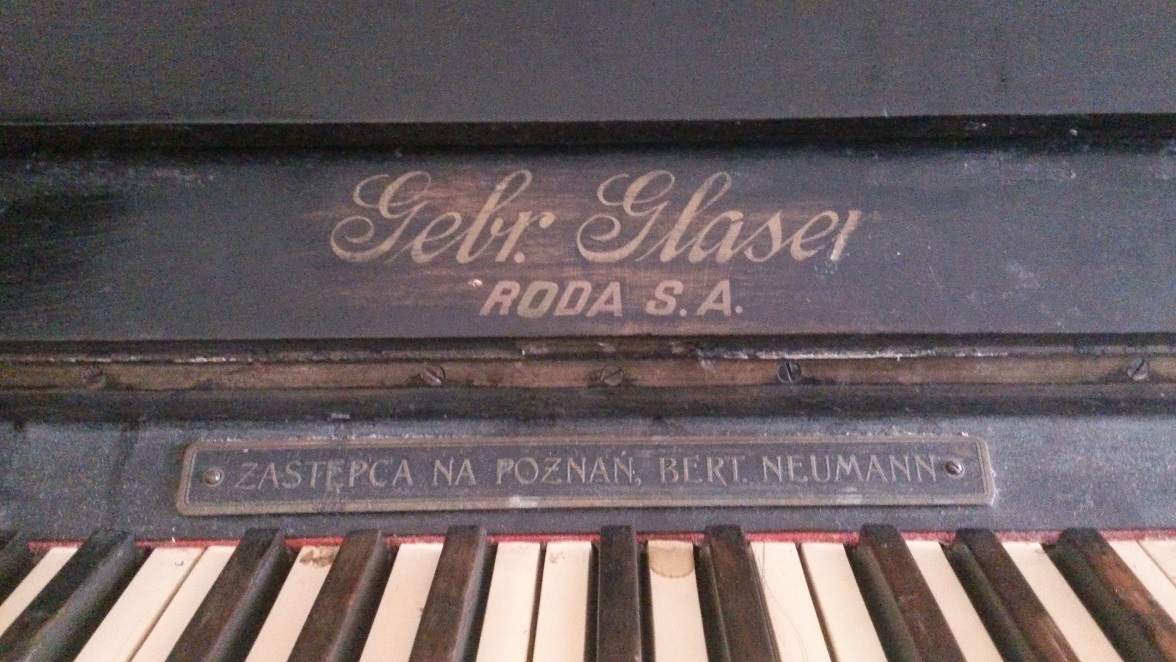 Gebr. Glaser
RODA S.A.
ZASTĘPCA NA POZNAŃ, BERT. NEUMANN